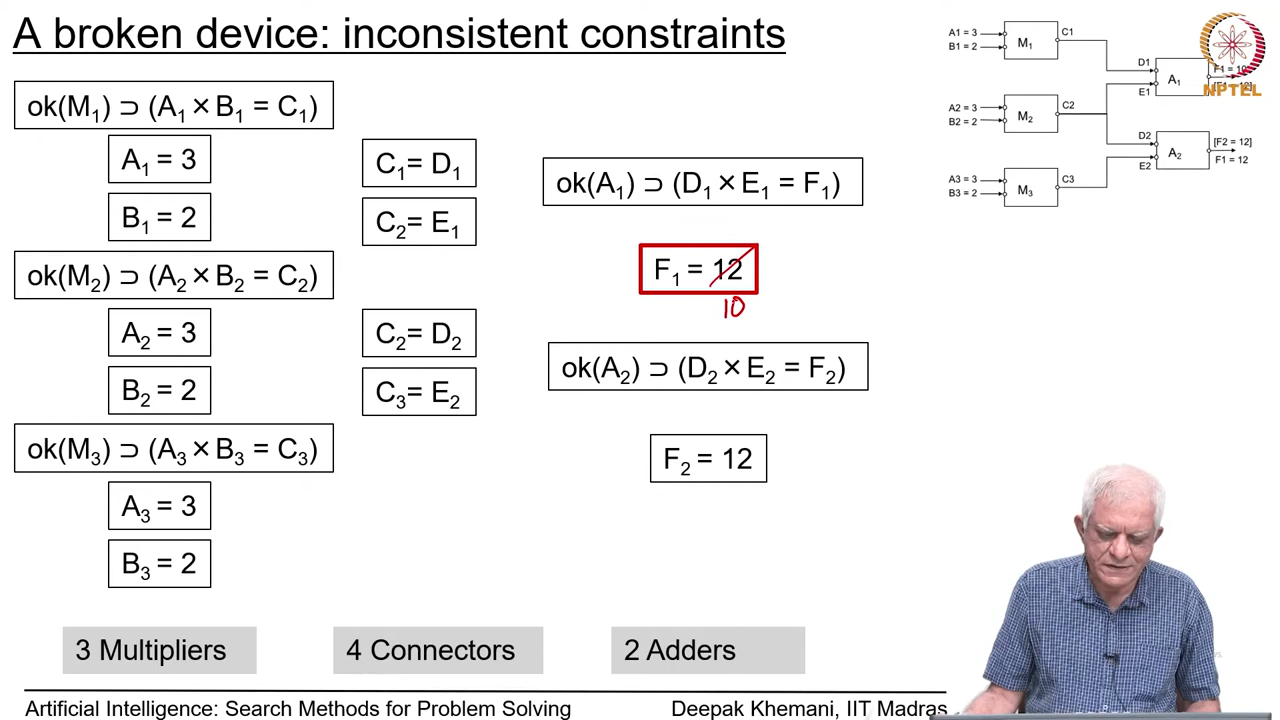 A broken device: inconsistent constraints
ok(M₁) ⊃ (A₁ × B₁ = C₁)
A₁ = 3
B₁ = 2
ok(M₂) ⊃ (A₂ × B₂ = C₂)
A₂ = 3
B₂ = 2
ok(M₃) ⊃ (A₃ × B₃ = C₃)
A₃ = 3
B₃ = 2
C₁= D₁
C₂= E₁
C₂= D₂
C₃= E₂
ok(A₁) ⊃ (D₁ × E₁ = F₁)
F₁ = 12
10
ok(A₂) ⊃ (D₂ × E₂ = F₂)
F₂ = 12
A1 = 3
B1 = 2
M₁
C1
A2 = 3
B2 = 2
M₂
C2
A3 = 3
B3 = 2
M₃
C3
D1
E1
A₁
F1 = 10
D2
E2
A₂
[F2 = 12]
F1 = 12
NPTEL
3 Multipliers
4 Connectors
2 Adders
Artificial Intelligence: Search Methods for Problem Solving
Deepak Khemani, IIT Madras